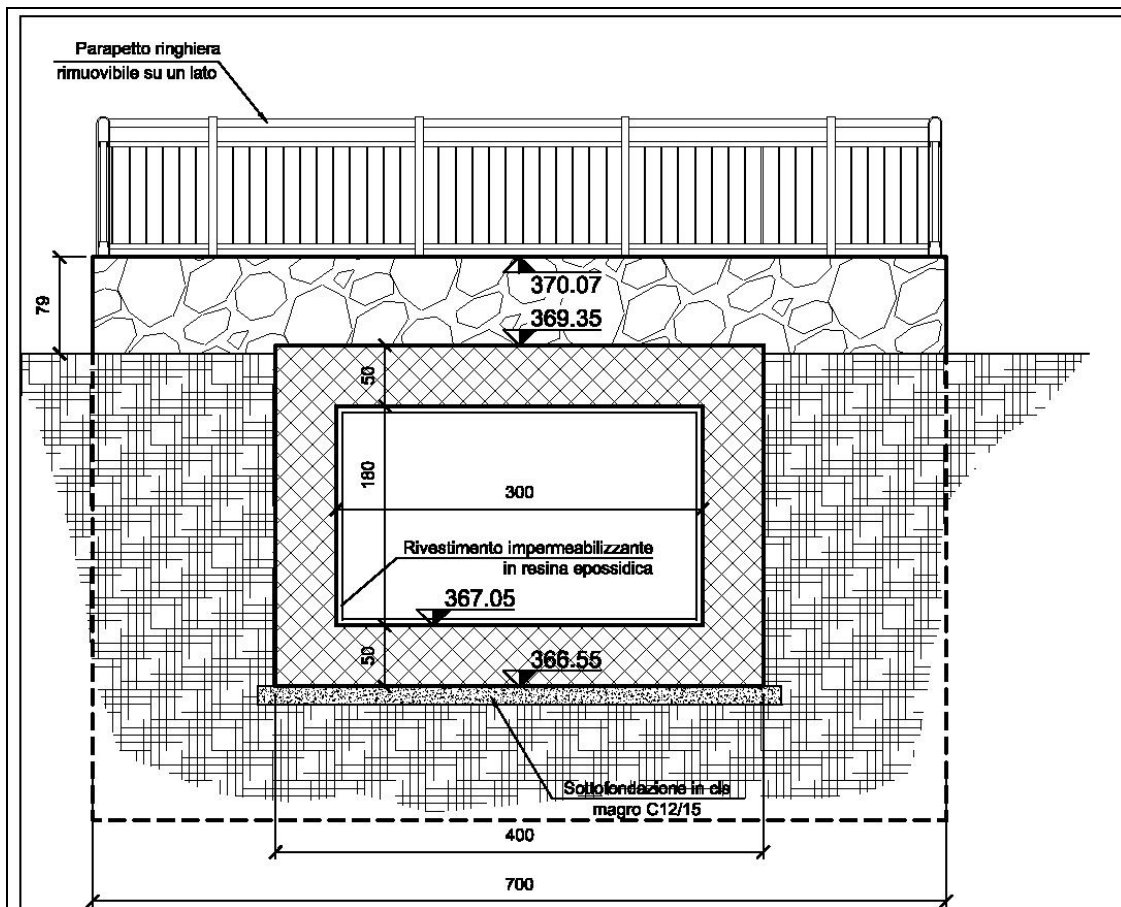 Parapetto ringhiera
rimuovibile su un lato
79
370.07
369.35
50
180
300
Rivestimento impermeabilizzante
in resina epossidica
367.05
50
366.55
Sottofondazione in cls
magro C12/15
400
700